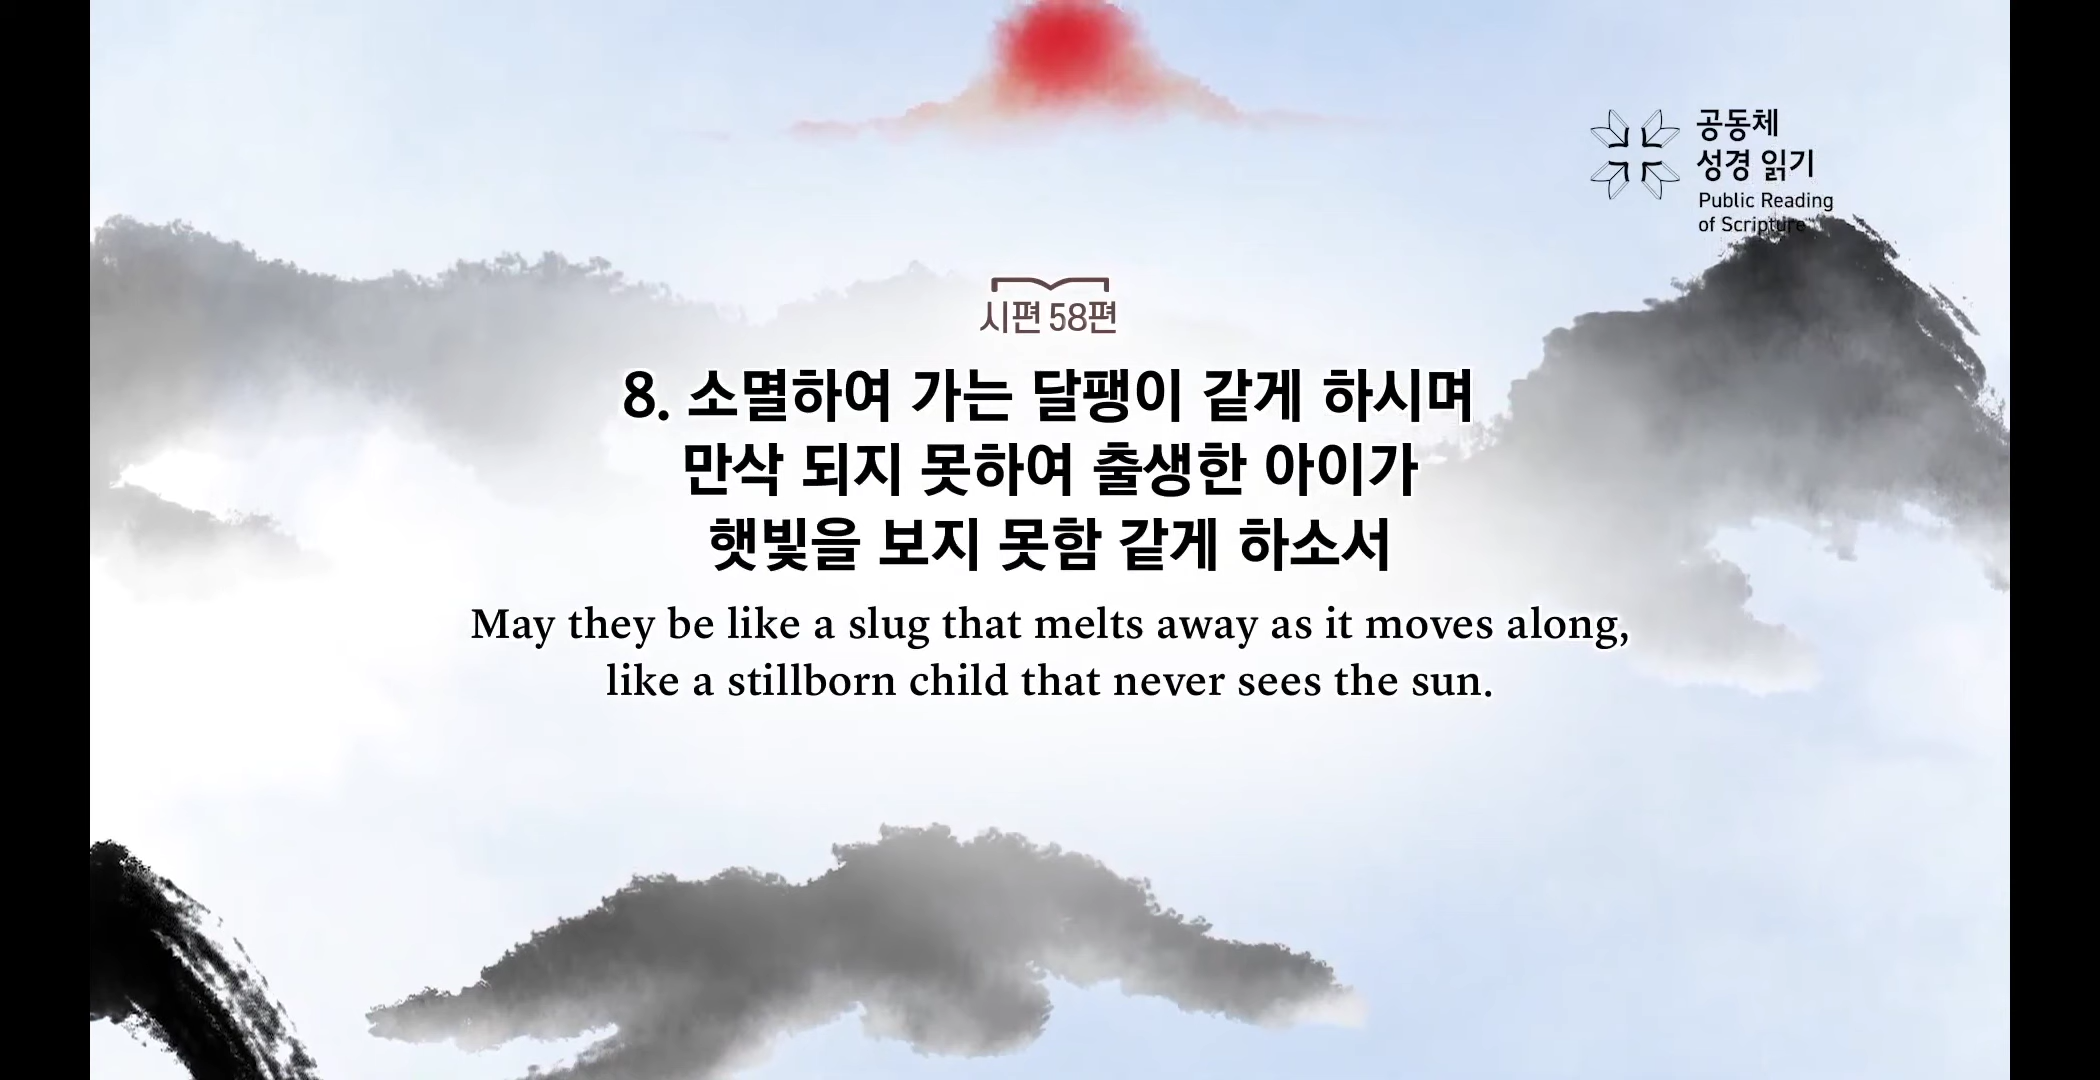 공동체
성경 읽기
Public Reading
of Scripture
시편 58편
8. 소멸하여 가는 달팽이 같게 하시며
만삭 되지 못하여 출생한 아이가
햇빛을 보지 못함 같게 하소서
May they be like a slug that melts away as it moves along,
like a stillborn child that never sees the sun.